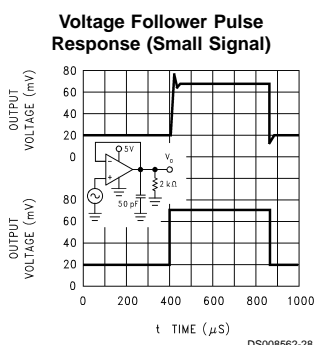 Voltage Follower Pulse
Response (Small Signal)
OUTPUT
VOLTAGE (mV)
80
60
40
20
0
5V
Vo
2 kΩ
50 pF
−
+
OUTPUT
VOLTAGE (mV)
80
60
40
20
0
0 200 400 600 800 1000
t TIME (μS)
DS008562-28